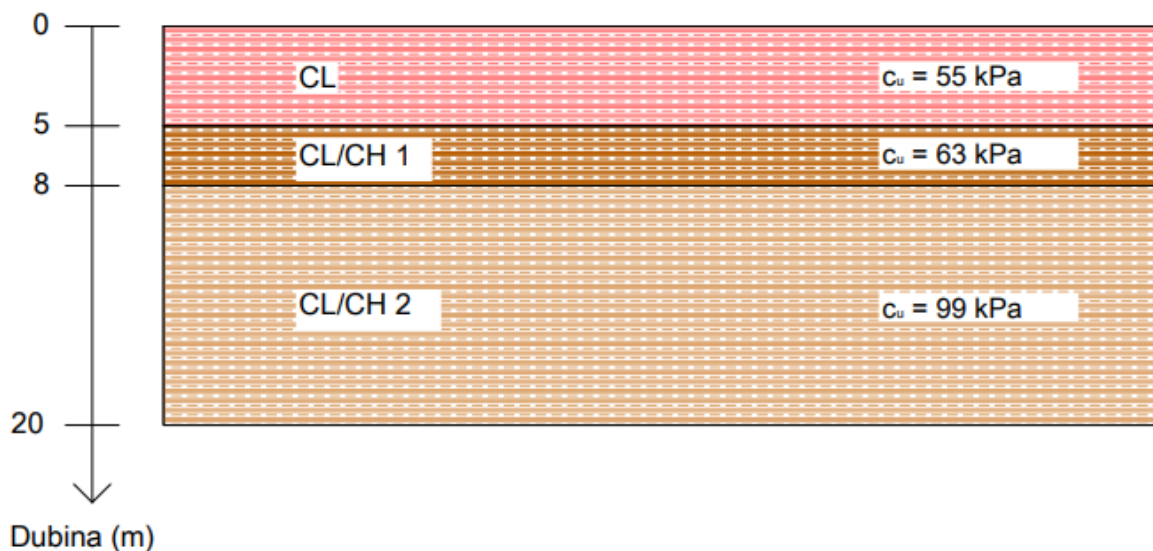 0
CL
cᵤ = 55 kPa
5
CL/CH 1
cᵤ = 63 kPa
8
CL/CH 2
cᵤ = 99 kPa
20
Dubina (m)